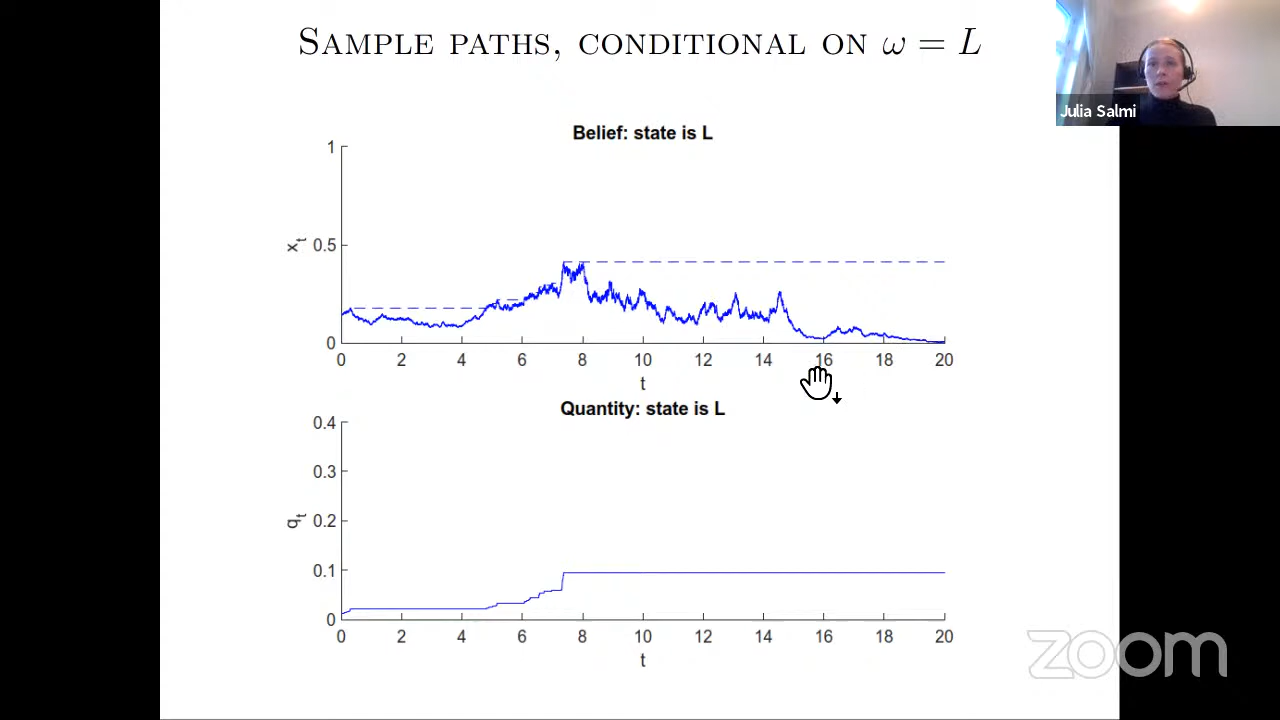 SAMPLE PATHS, CONDITIONAL ON ω = L
Julia Salmi
Belief: state is L
1
0.5
0
x_t
0 2 4 6 8 10 12 14 16 18 20
t
Quantity: state is L
0.4
0.3
0.2
0.1
0
q_t
0 2 4 6 8 10 12 14 16 18 20
t
zoom